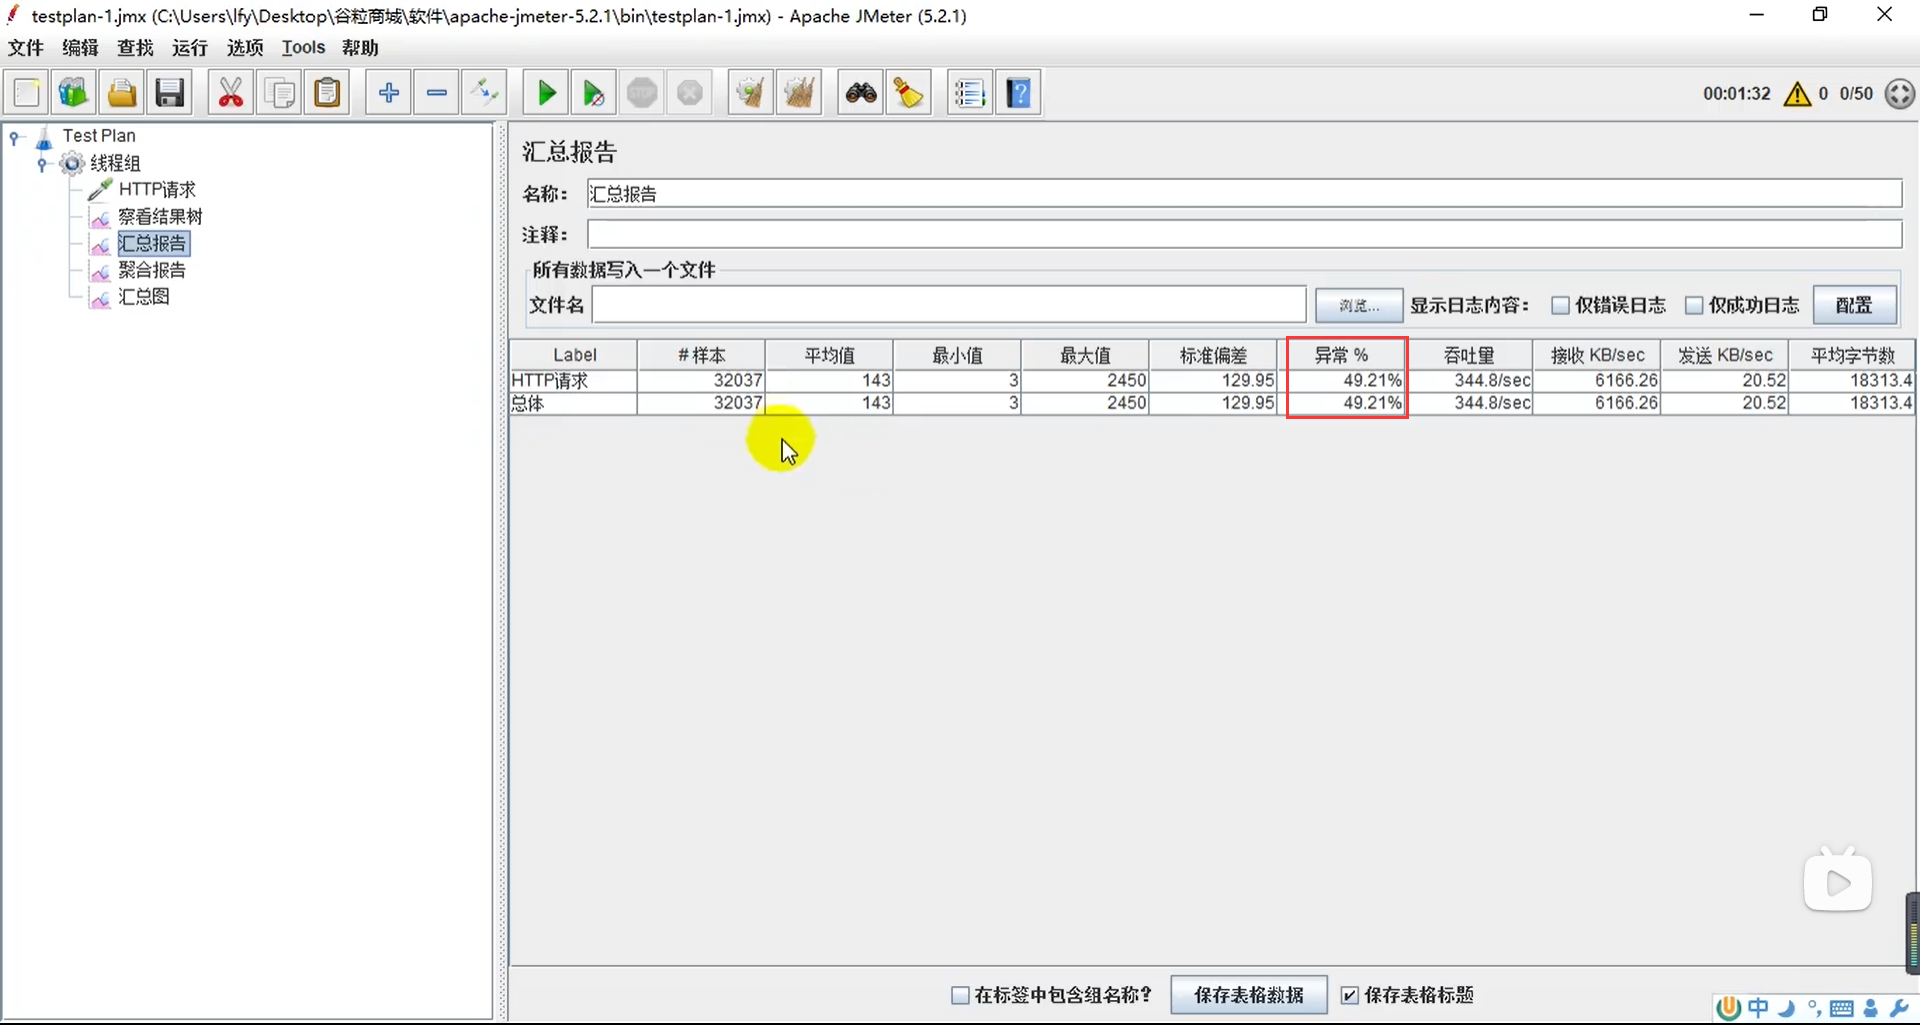 testplan-1.jmx (C:\Users\lfy\Desktop\谷粒商城\软件\apache-jmeter-5.2.1\bin\testplan-1.jmx) - Apache JMeter (5.2.1)
文件 编辑 查找 运行 选项 Tools 帮助
STOP
00:01:32 0 0/50
Test Plan
线程组
HTTP请求
察看结果树
汇总报告
聚合报告
汇总图
汇总报告
名称： 汇总报告
注释：
所有数据写入一个文件
文件名 浏览... 显示日志内容： 仅错误日志 仅成功日志 配置
Label # 样本 平均值 最小值 最大值 标准偏差 异常 % 吞吐量 接收 KB/sec 发送 KB/sec 平均字节数
HTTP请求 32037 143 3 2450 129.95 49.21% 344.8/sec 6166.26 20.52 18313.4
总体 32037 143 3 2450 129.95 49.21% 344.8/sec 6166.26 20.52 18313.4
在标签中包含组名称? 保存表格数据 保存表格标题
中